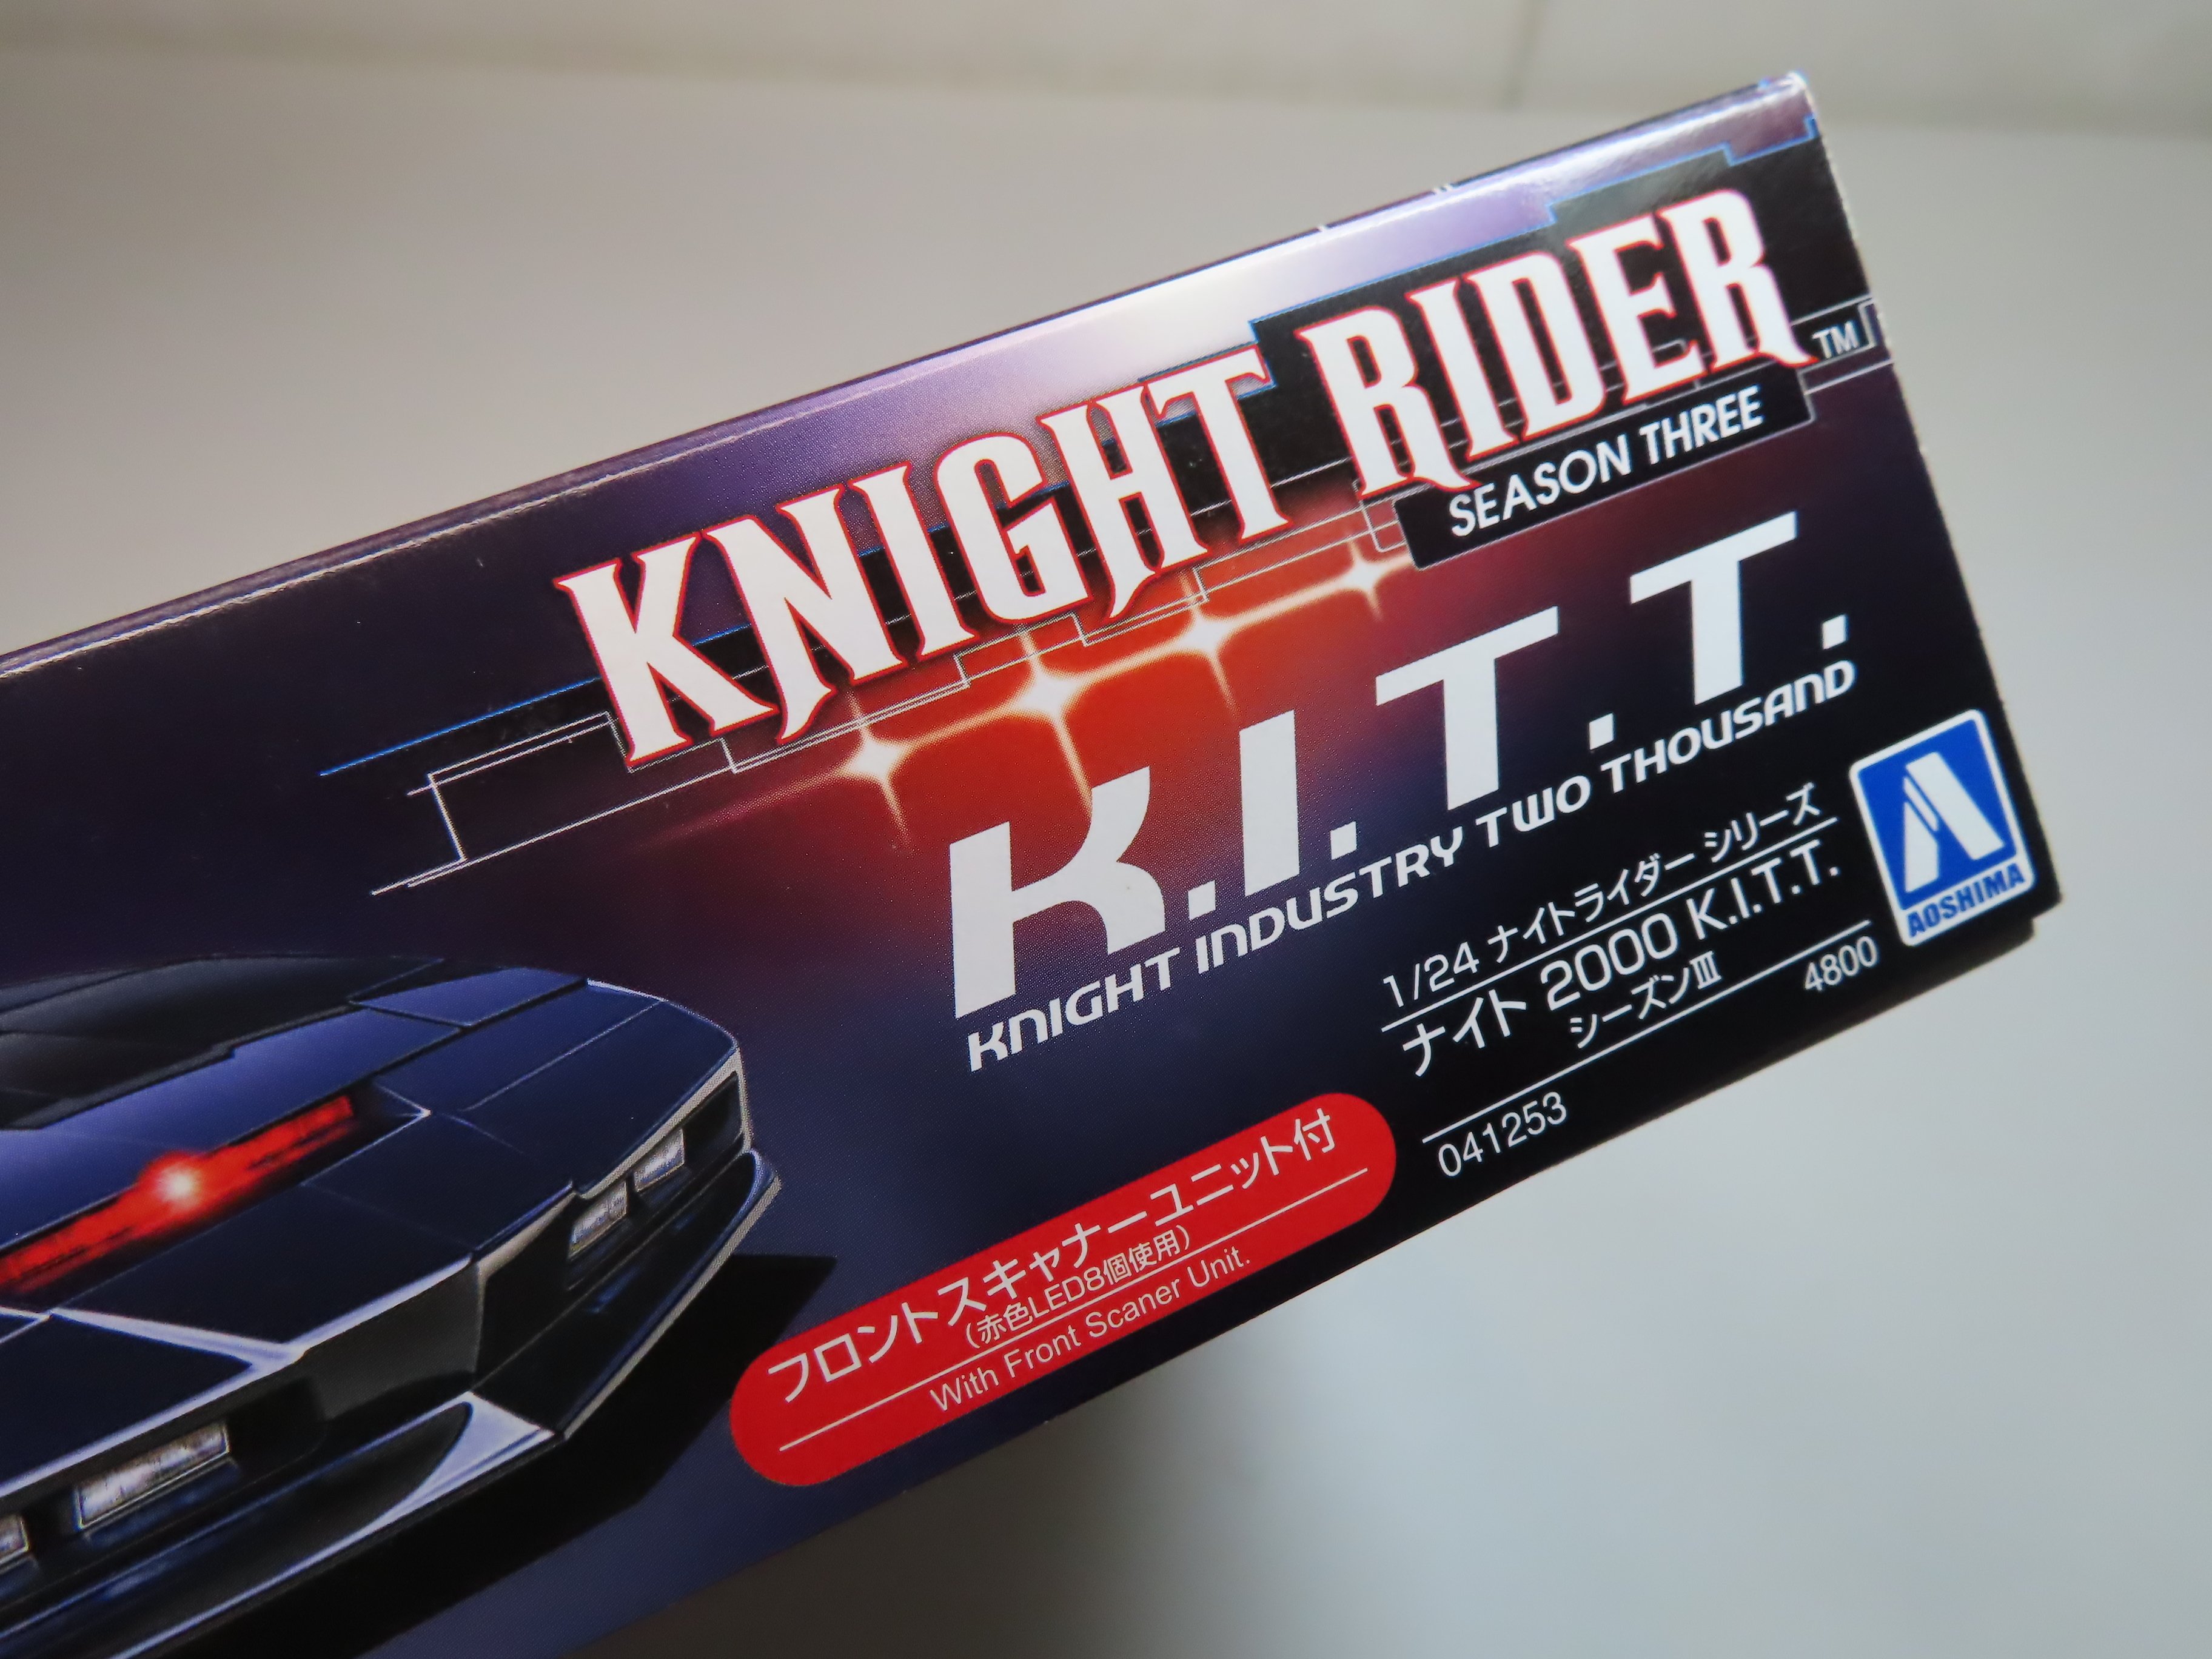 KNIGHT RIDER TM
SEASON THREE
K.I.T.T.
KNIGHT INDUSTRY TWO THOUSAND
1/24 ナイトライダー シリーズ
ナイト 2000 K.I.T.T.
シーズンIII 4800
041253
AOSHIMA
フロントスキャナーユニット付
(赤色LED8個使用)
With Front Scaner Unit.